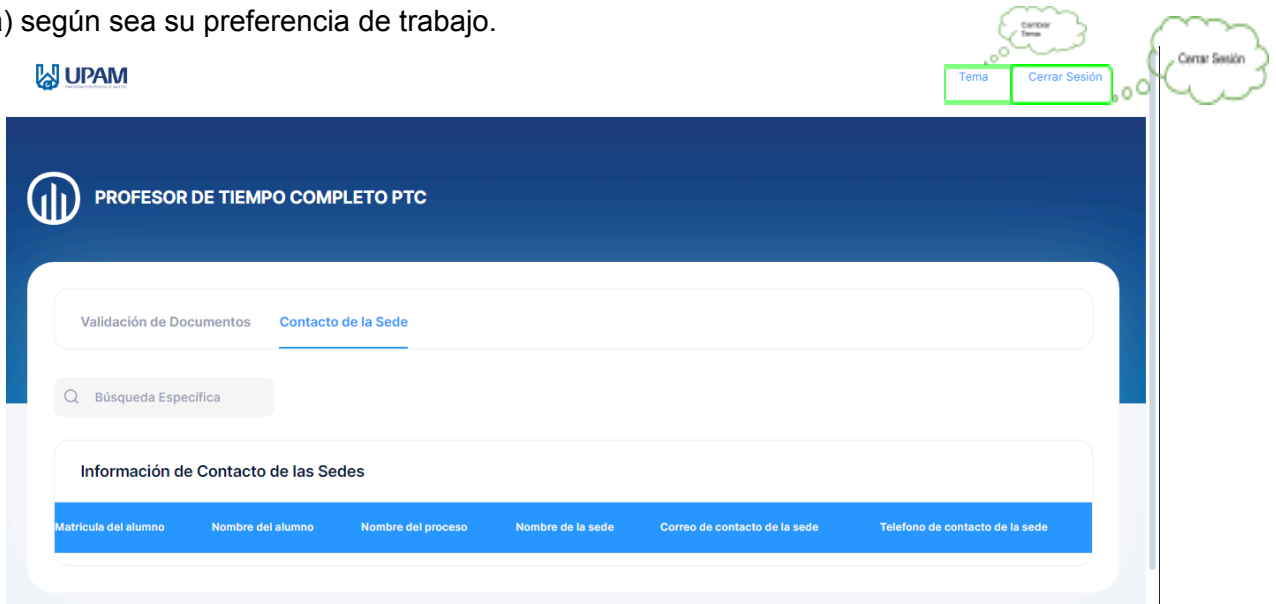 a) según sea su preferencia de trabajo.
Cambiar
Tema
Cerrar Sesión
UPAM
Tema Cerrar Sesión
PROFESOR DE TIEMPO COMPLETO PTC
Validación de Documentos Contacto de la Sede
Búsqueda Específica
Información de Contacto de las Sedes
Matricula del alumno Nombre del alumno Nombre del proceso Nombre de la sede Correo de contacto de la sede Telefono de contacto de la sede